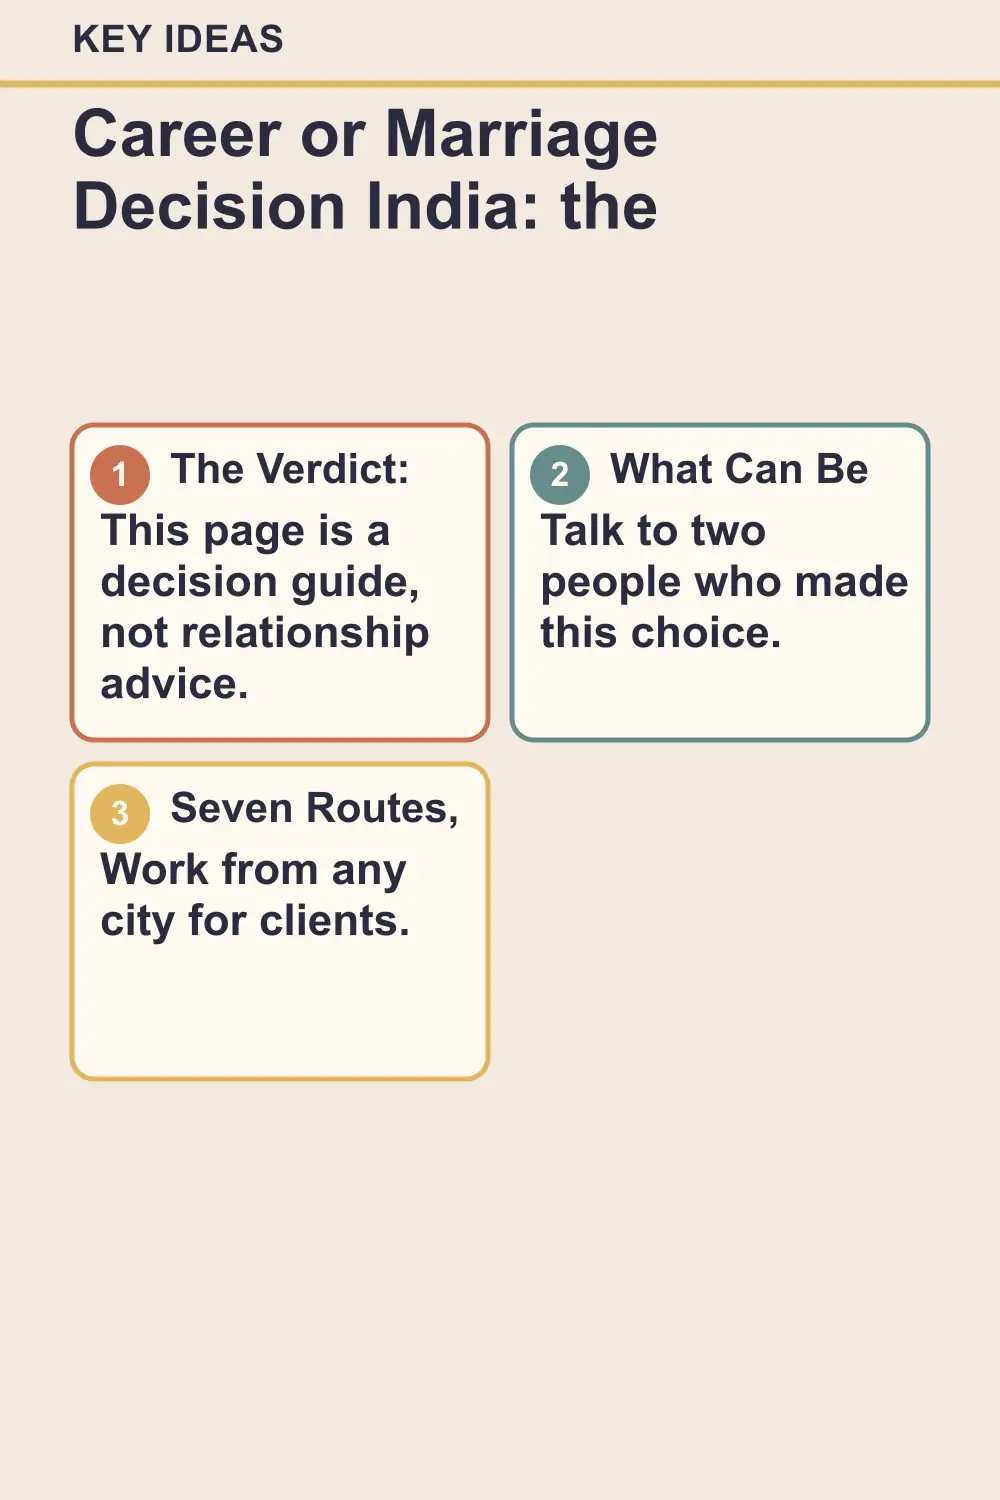 KEY IDEAS
Career or Marriage
Decision India: the
1 The Verdict:
This page is a
decision guide,
not relationship
advice.
2 What Can Be
Talk to two
people who made
this choice.
3 Seven Routes,
Work from any
city for clients.